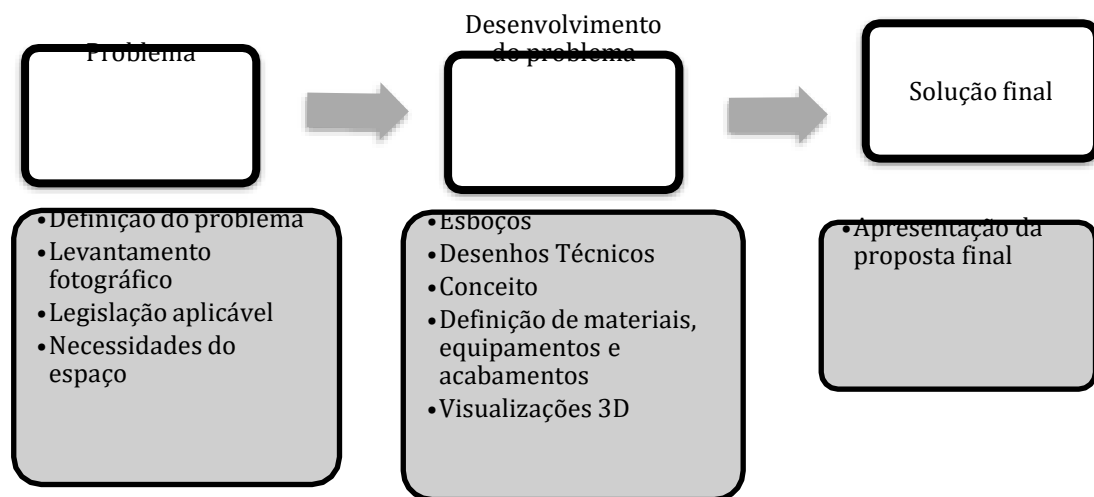 Problema
•Definição do problema
•Levantamento
fotográfico
•Legislação aplicável
•Necessidades do
espaço
Desenvolvimento
do problema
•Esboços
•Desenhos Técnicos
•Conceito
•Definição de materiais,
equipamentos e
acabamentos
•Visualizações 3D
Solução final
•Apresentação da
proposta final